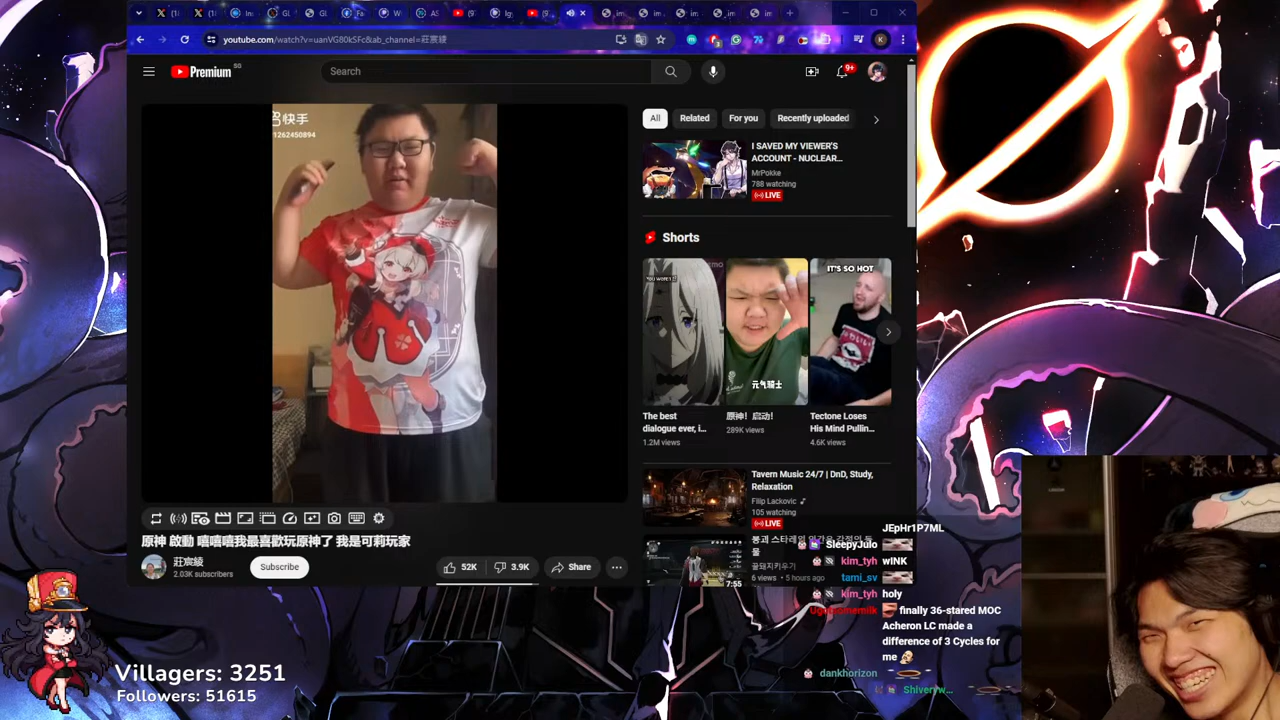 youtube.com/watch?v=uanVG80kSFc&ab_channel=莊宸綾
Premium SG
Search
9+
快手
1262450894
All
Related
For you
Recently uploaded
I SAVED MY VIEWER'S
ACCOUNT - NUCLEAR...
MrPokke
788 watching
LIVE
Shorts
IT'S SO HOT
元气骑士
The best
dialogue ever, i...
1.2M views
原神！启动！
289K views
Tectone Loses
His Mind Pullin...
4.6K views
Tavern Music 24/7 | DnD, Study,
Relaxation
Filip Lackovic
105 watching
LIVE
6 views • 5 hours ago
7:55
原神 啟動 嘻嘻嘻我最喜歡玩原神了 我是可莉玩家
莊宸綾
2.03K subscribers
Subscribe
52K
3.9K
Share
JEpHr1P7ML
SleepyJulo
kim_tyh wINK
tami_sv
kim_tyh holy
finally 36-stared MOC
Acheron LC made a
difference of 3 Cycles for
me
dankhorizon
Shiveryw...
Villagers: 3251
Followers: 51615